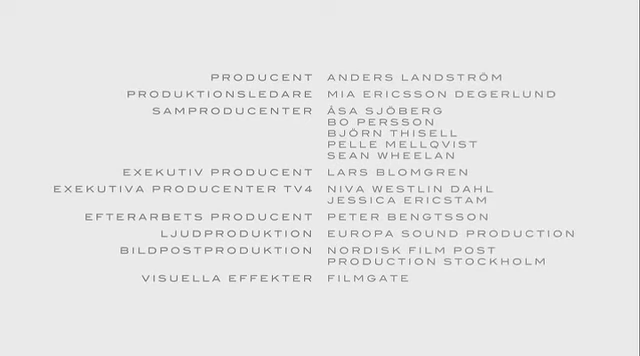 PRODUCENT ANDERS LANDSTRÖM
PRODUKTIONSLEDARE MIA ERICSSON DEGERLUND
SAMPRODUCENTER ÅSA SJÖBERG
BO PERSSON
BJÖRN THISELL
PELLE MELLQVIST
SEAN WHEELAN
EXEKUTIV PRODUCENT LARS BLOMGREN
EXEKUTIVA PRODUCENTER TV4 NIVA WESTLIN DAHL
JESSICA ERICSTAM
EFTERARBETS PRODUCENT PETER BENGTSSON
LJUDPRODUKTION EUROPA SOUND PRODUCTION
BILDPOSTPRODUKTION NORDISK FILM POST
PRODUCTION STOCKHOLM
VISUELLA EFFEKTER FILMGATE